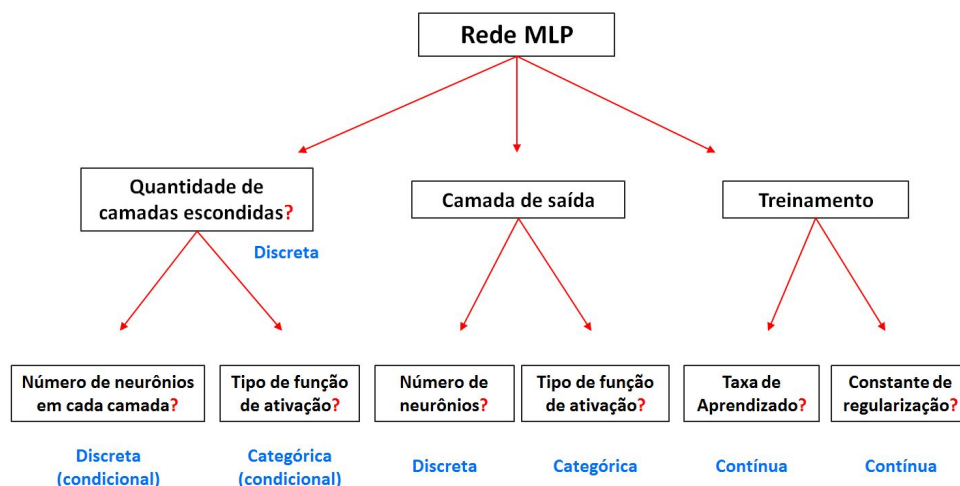 Rede MLP
Quantidade de
camadas escondidas?
Discreta
Camada de saída
Treinamento
Número de neurônios
em cada camada?
Discreta
(condicional)
Tipo de função
de ativação?
Categórica
(condicional)
Número de
neurônios?
Discreta
Tipo de função
de ativação?
Categórica
Taxa de
Aprendizado?
Contínua
Constante de
regularização?
Contínua